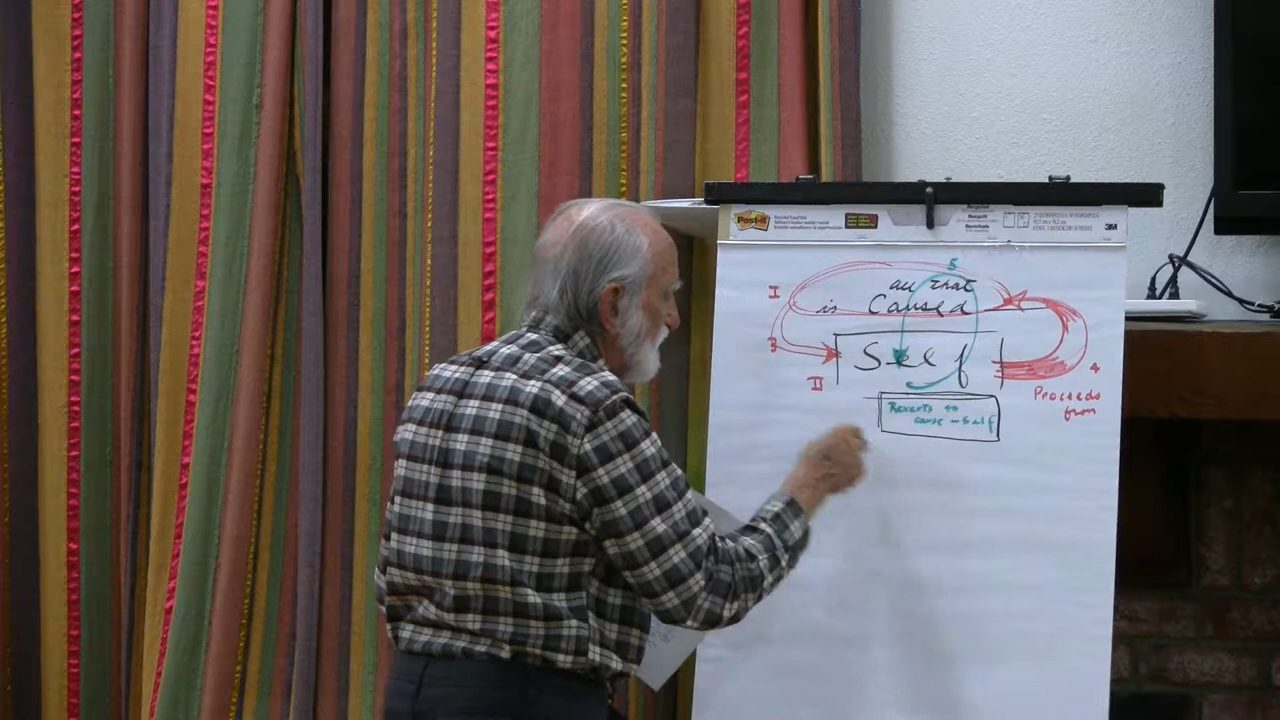 Post-it
3M
5
I
all that
is Caused
3
Self
4
II
Proceeds
from
Reverts to
cause - Self